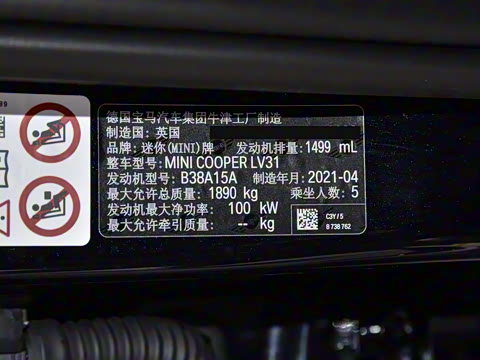 德国宝马汽车集团牛津工厂制造
制造国: 英国
品牌: 迷你(MINI)牌 发动机排量: 1499 mL
整车型号: MINI COOPER LV31
发动机型号: B38A15A 制造年月: 2021-04
最大允许总质量: 1890 kg 乘坐人数: 5
发动机最大净功率: 100 kW
最大允许牵引质量: -- kg
C3Y / 5
8 738 762